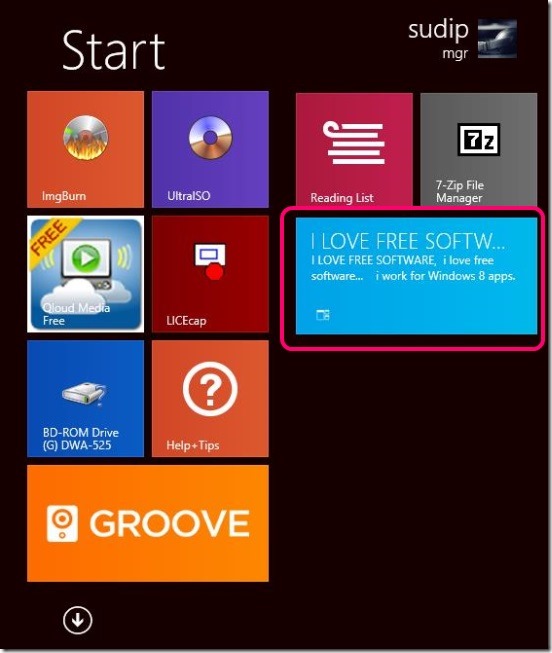 Start
sudip
mgr
ImgBurn
UltraISO
Reading List
7z
7-Zip File
Manager
FREE
Qloud Media
Free
LICEcap
I LOVE FREE SOFTW...
I LOVE FREE SOFTWARE, i love free
software... i work for Windows 8 apps.
BD-ROM Drive
(G) DWA-525
Help+Tips
GROOVE